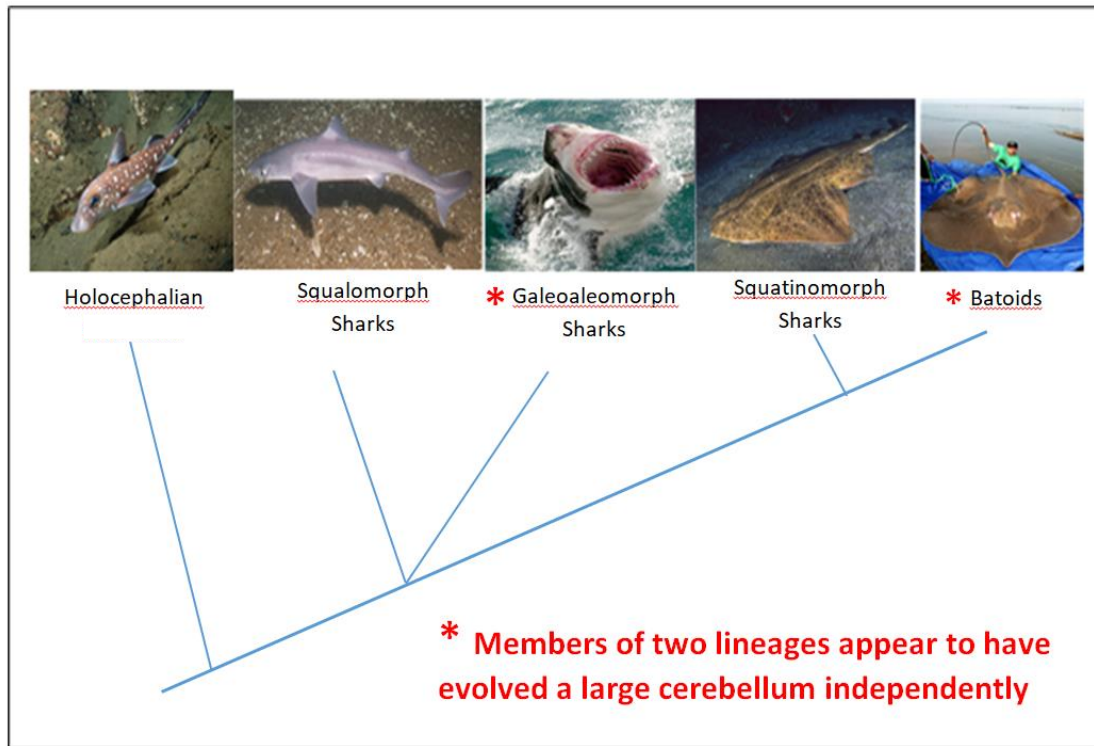 Holocephalian
Squalomorph
Sharks
* Galeoaleomorph
Sharks
Squatinomorph
Sharks
* Batoids
* Members of two lineages appear to have
evolved a large cerebellum independently